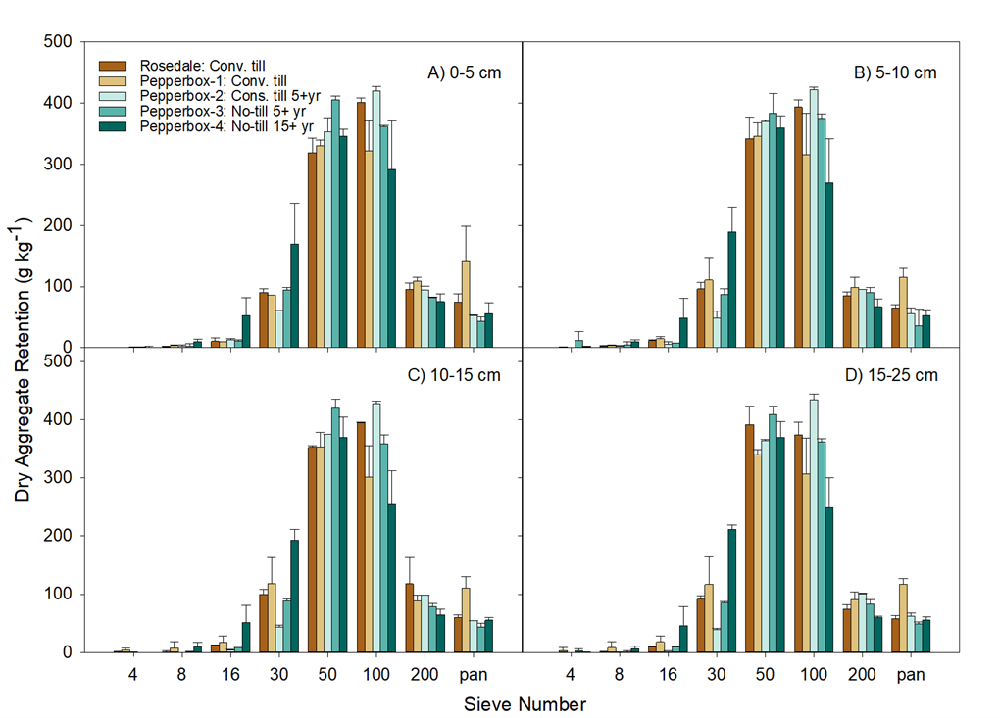 500
400
300
200
100
0
Rosedale: Conv. till
Pepperbox-1: Conv. till
Pepperbox-2: Cons. till 5+yr
Pepperbox-3: No-till 5+ yr
Pepperbox-4: No-till 15+ yr
A) 0-5 cm
B) 5-10 cm
Dry Aggregate Retention (g kg⁻¹)
500
400
300
200
100
0
C) 10-15 cm
D) 15-25 cm
4 8 16 30 50 100 200 pan
4 8 16 30 50 100 200 pan
Sieve Number